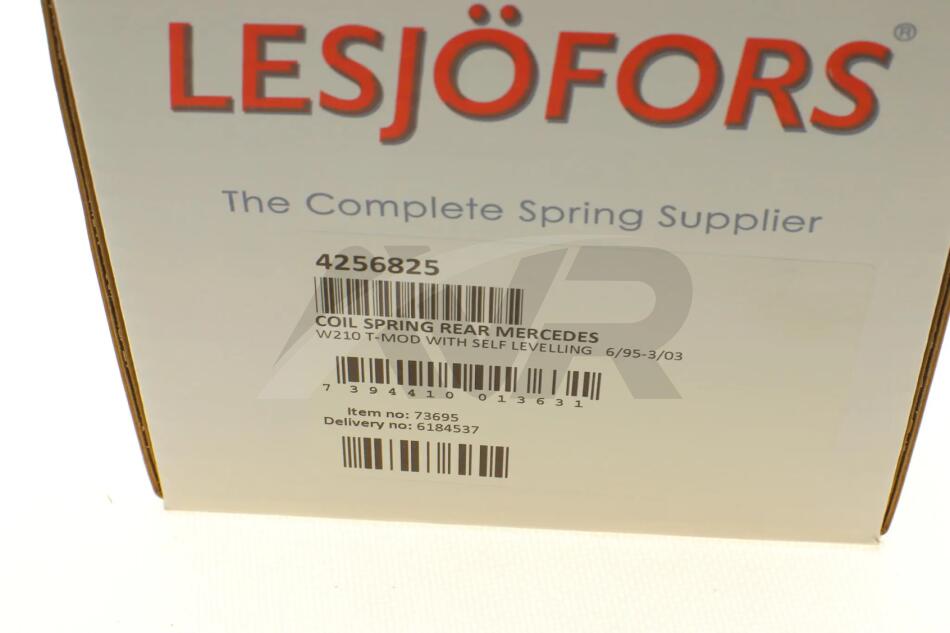 LESJÖFORS®
The Complete Spring Supplier
4256825
COIL SPRING REAR MERCEDES
W210 T-MOD WITH SELF LEVELLING 6/95-3/03
7 394410 013631
Item no: 73695
Delivery no: 6184537